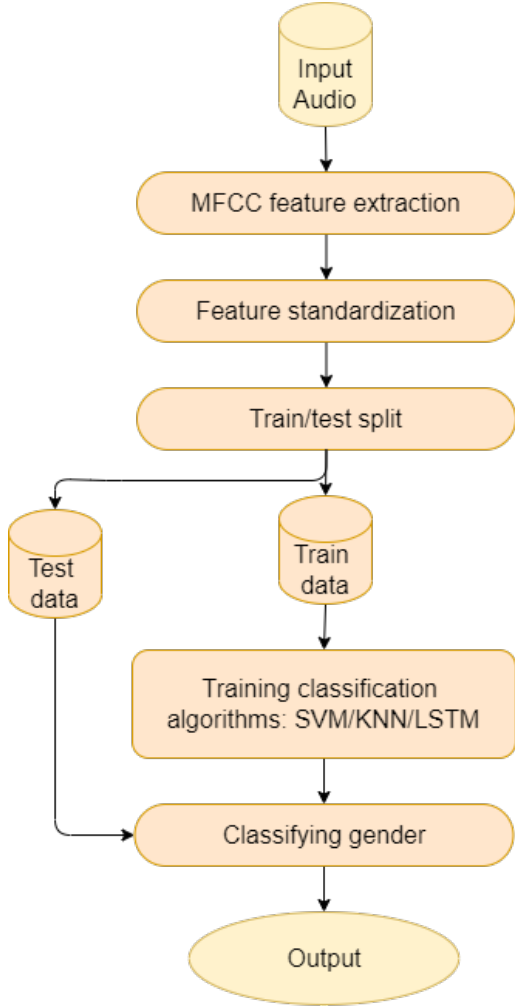 Input
Audio
MFCC feature extraction
Feature standardization
Train/test split
Test
data
Train
data
Training classification
algorithms: SVM/KNN/LSTM
Classifying gender
Output